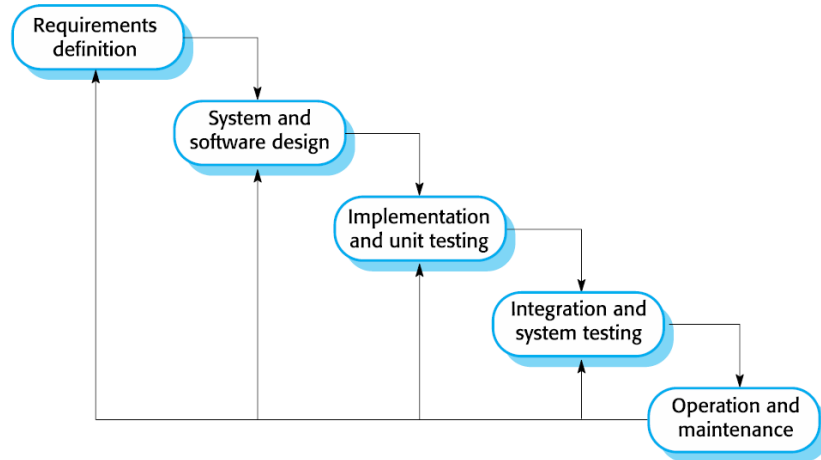 Requirements
definition
System and
software design
Implementation
and unit testing
Integration and
system testing
Operation and
maintenance